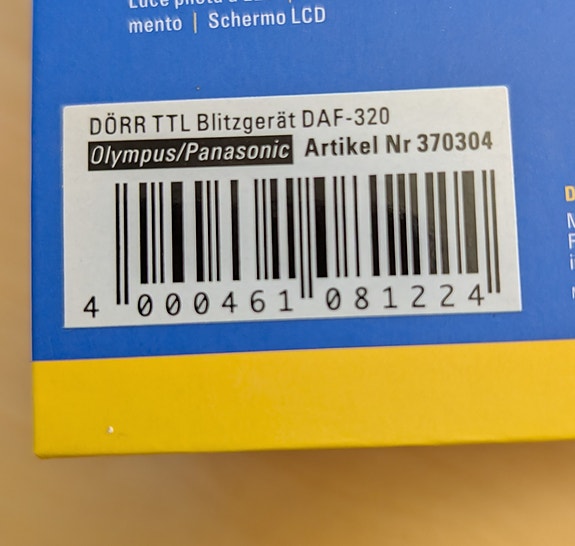 mento | Schermo LCD
DÖRR TTL Blitzgerät DAF-320
Olympus/Panasonic Artikel Nr 370304
4 000461 081224